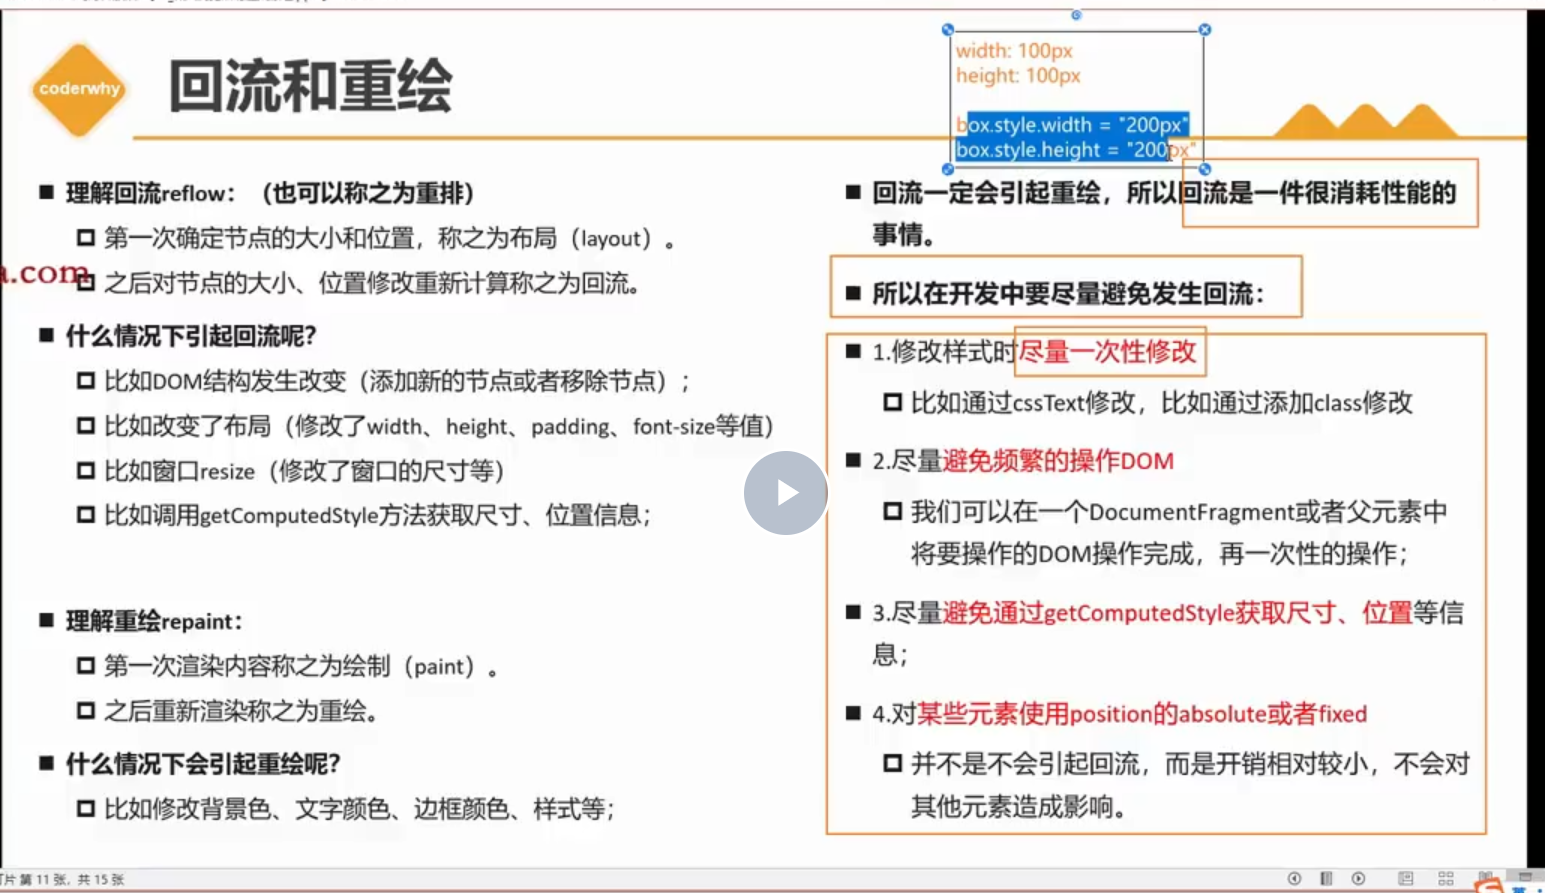 coderwhy
回流和重绘
width: 100px
height: 100px
box.style.width = "200px"
box.style.height = "200px"
■ 理解回流reflow：（也可以称之为重排）
第一次确定节点的大小和位置，称之为布局（layout）。
a.com
之后对节点的大小、位置修改重新计算称之为回流。
■ 什么情况下引起回流呢？
比如DOM结构发生改变（添加新的节点或者移除节点）；
比如改变了布局（修改了width、height、padding、font-size等值）
比如窗口resize（修改了窗口的尺寸等）
比如调用getComputedStyle方法获取尺寸、位置信息；
■ 理解重绘repaint：
第一次渲染内容称之为绘制（paint）。
之后重新渲染称之为重绘。
■ 什么情况下会引起重绘呢？
比如修改背景色、文字颜色、边框颜色、样式等；
■ 回流一定会引起重绘，所以回流是一件很消耗性能的
事情。
■ 所以在开发中要尽量避免发生回流：
■ 1.修改样式时尽量一次性修改
比如通过cssText修改，比如通过添加class修改
■ 2.尽量避免频繁的操作DOM
我们可以在一个DocumentFragment或者父元素中
将要操作的DOM操作完成，再一次性的操作；
■ 3.尽量避免通过getComputedStyle获取尺寸、位置等信
息；
■ 4.对某些元素使用position的absolute或者fixed
并不是不会引起回流，而是开销相对较小，不会对
其他元素造成影响。
片 第 11 张，共 15 张
英